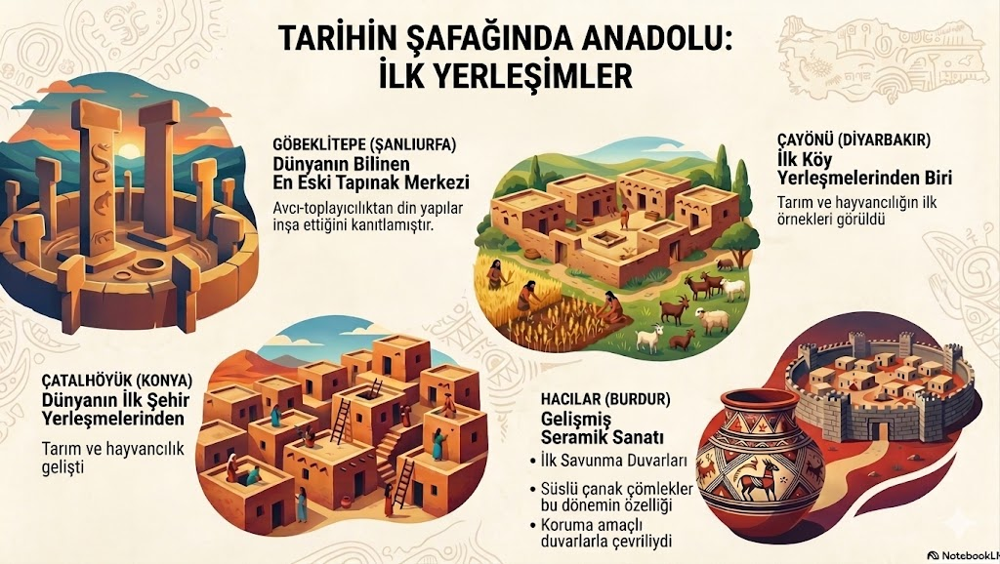 TARİHİN ŞAFAĞINDA ANADOLU:
İLK YERLEŞİMLER
GÖBEKLİTEPE (ŞANLIURFA)
Dünyanın Bilinen
En Eski Tapınak Merkezi
Avcı-toplayıcılıktan din yapılar
inşa ettiğini kanıtlamıştır.
ÇAYÖNÜ (DİYARBAKIR)
İlk Köy
Yerleşmelerinden Biri
Tarım ve hayvancılığın ilk
örnekleri görüldü
ÇATALHÖYÜK (KONYA)
Dünyanın İlk Şehir
Yerleşmelerinden
Tarım ve hayvancılık
gelişti
HACILAR (BURDUR)
Gelişmiş
Seramik Sanatı
• İlk Savunma Duvarları
• Süslü çanak çömlekler
bu dönemin özelliği
• Koruma amaçlı
duvarlarla çevriliydi
NotebookLM